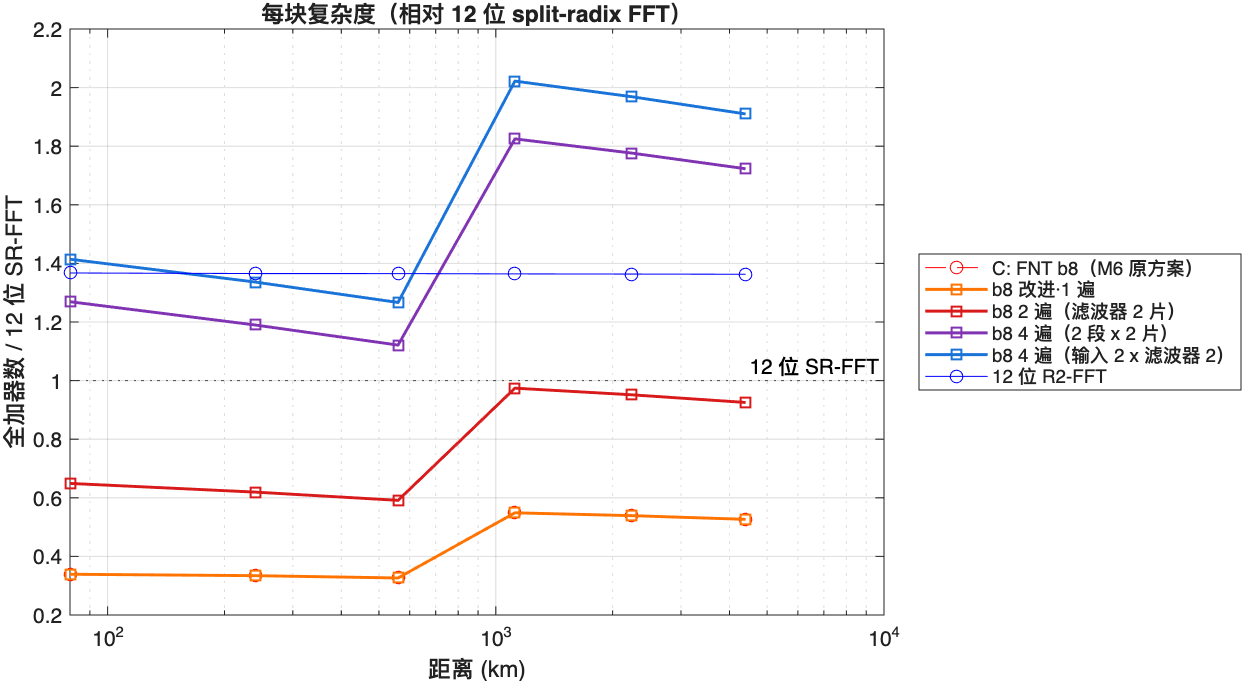 每块复杂度（相对 12 位 split-radix FFT）
全加器数 / 12 位 SR-FFT
2.2
2
1.8
1.6
1.4
1.2
1
0.8
0.6
0.4
0.2
12 位 SR-FFT
10²
10³
10⁴
距离 (km)
C: FNT b8（M6 原方案）
b8 改进·1 遍
b8 2 遍（滤波器 2 片）
b8 4 遍（2 段 x 2 片）
b8 4 遍（输入 2 x 滤波器 2）
12 位 R2-FFT